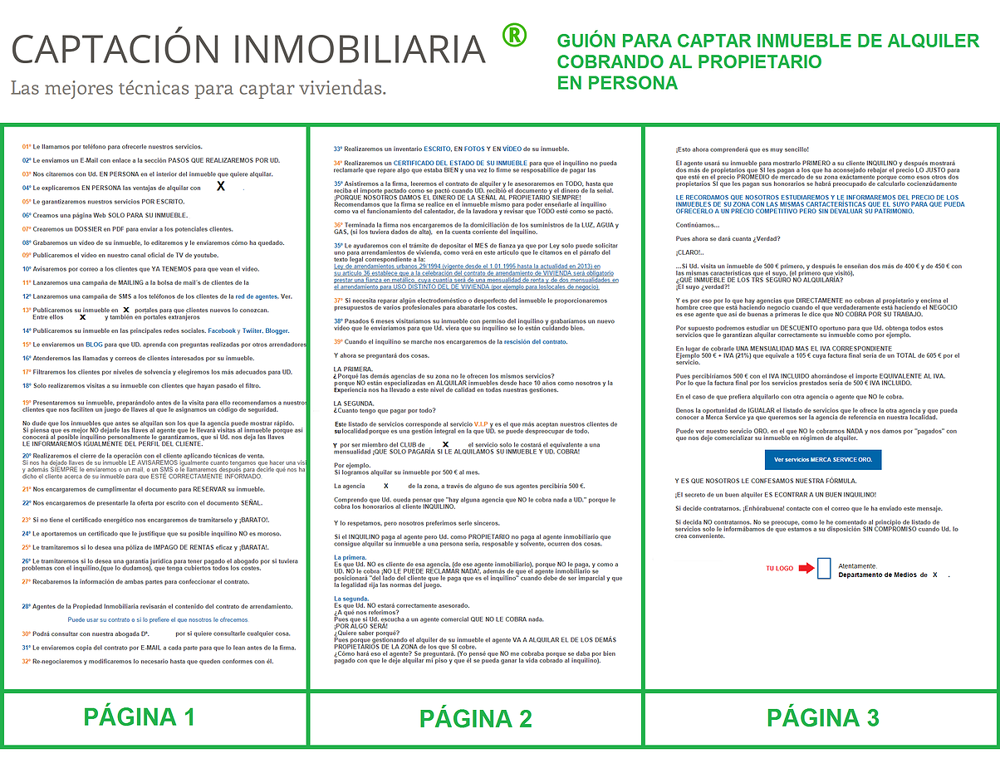 CAPTACIÓN INMOBILIARIA ®
Las mejores técnicas para captar viviendas.
GUIÓN PARA CAPTAR INMUEBLE DE ALQUILER
COBRANDO AL PROPIETARIO
EN PERSONA
01º Le llamamos por teléfono para ofrecerle nuestros servicios.
02º Le enviamos un E-Mail con enlace a la sección PASOS QUE REALIZAREMOS POR UD.
03º Nos citaremos con Ud. EN PERSONA en el interior del inmueble que quiere alquilar.
04º Le explicaremos EN PERSONA las ventajas de alquilar con X .
05º Le garantizaremos nuestros servicios POR ESCRITO.
06º Creamos una página Web SOLO PARA SU INMUEBLE.
07º Crearemos un DOSSIER en PDF para enviar a los potenciales clientes.
08º Grabaremos un vídeo de su inmueble, lo editaremos y le enviaremos cómo ha quedado.
09º Publicaremos el vídeo en nuestro canal oficial de TV de youtube.
10º Avisaremos por correo a los clientes que YA TENEMOS para que vean el vídeo.
11º Lanzaremos una campaña de MAILING a la bolsa de mail´s de clientes de la
12º Lanzaremos una campaña de SMS a los teléfonos de los clientes de la red de agentes. Ver.
13º Publicaremos su inmueble en X portales para que clientes nuevos lo conozcan.
Entre ellos X y también en portales extranjeros
14º Publicaremos su inmueble en las principales redes sociales. Facebook y Twiiter. Blogger.
15º Le enviaremos un BLOG para que UD. aprenda con preguntas realizadas por otros arrendadores
16º Atenderemos las llamadas y correos de clientes interesados por su inmueble.
17º Filtraremos los clientes por niveles de solvencia y elegiremos los más adecuados para UD.
18º Solo realizaremos visitas a su inmueble con clientes que hayan pasado el filtro.
19º Presentaremos su inmueble, preparándolo antes de la visita para ello recomendamos a nuestros
clientes que nos faciliten un juego de llaves al que le asignamos un código de seguridad.
No dude que los inmuebles que antes se alquilan son los que la agencia puede mostrar rápido.
Si piensa que es mejor NO dejarle las llaves al agente que le llevará visitas al inmueble porque así
conocerá al posible inquilino personalmente le garantizamos, que si Ud. nos deja las llaves
LE INFORMAREMOS IGUALMENTE DEL PERFIL DEL CLIENTE.
20º Realizaremos el cierre de la operación con el cliente aplicando técnicas de venta.
Si nos ha dejado llaves de su inmueble LE AVISAREMOS igualmente cuanto tengamos que hacer una visi
y además SIEMPRE le enviaremos o un mail, o un SMS o le llamaremos después para decirle qué nos ha
dicho el cliente acerca de su inmueble para que ESTÉ CORRECTAMENTE INFORMADO.
21º Nos encargaremos de cumplimentar el documento para RESERVAR su inmueble.
22º Nos encargaremos de presentarle la oferta por escrito con el documento SEÑAL.
23º Si no tiene el certificado energético nos encargaremos de tramitarselo y ¡BARATO!.
24º Le aportaremos un certificado que le justifique que su posible inquilino NO es moroso.
25º Le tramitaremos si lo desea una póliza de IMPAGO DE RENTAS eficaz y ¡BARATA!.
26º Le tramitaremos si lo desea una garantía jurídica para tener pagado el abogado por si tuviera
problemas con el inquilino,(que lo dudamos), que tenga cubiertos todos los costes.
27º Recabaremos la información de ambas partes para confeccionar el contrato.
28º Agentes de la Propiedad Inmobiliaria revisarán el contenido del contrato de arrendamiento.
Puede usar su contrato o si lo prefiere el que nosotros le ofrecemos
30º Podrá consultar con nuestra abogada Dª. por si quiere consultarle cualquier cosa.
31º Le enviaremos copia del contrato por E-MAIL a cada parte para que lo lean antes de la firma.
32º Re-negociaremos y modificaremos lo necesario hasta que queden conformes con él.
33º Realizaremos un inventario ESCRITO, EN FOTOS Y EN VÍDEO de su inmueble.
34º Realizaremos un CERTIFICADO DEL ESTADO DE SU INMUEBLE para que el inquilino no pueda
reclamarle que repare algo que estaba BIEN y una vez lo firme se resposabilice de pagar las
35º Asistiremos a la firma, leeremos el contrato de alquiler y le asesoraremos en TODO, hasta que
reciba el importe pactado como se pactó cuando UD. recibió el documento y el dinero de la señal.
¡PORQUE NOSOTROS DAMOS EL DINERO DE LA SEÑAL AL PROPIETARIO SIEMPRE!
Recomendamos que la firma se realice en el inmueble mismo para poder enseñarle al inquilino
como va el funcionamiento del calentador, de la lavadora y revisar que TODO esté como se pactó.
36º Terminada la firma nos encargaremos de la domiciliación de los suministros de la LUZ, AGUA y
GAS, (si los tuviera dados de alta), en la cuenta corriente del inquilino.
35º Le ayudaremos con el trámite de depositar el MES de fianza ya que por Ley solo puede solicitar
uno para arrendamientos de vivienda, como verá en este artículo que le citamos en el párrafo del
texto legal correspondiente a la:
Ley de arrendamientos urbanos 29/1994 (vigente desde el 1.01.1995 hasta la actualidad en 2013) en
su artículo 36 establece que a la celebración del contrato de arrendamiento de VIVIENDA será obligatorio
prestar una fianza en metálico, cuya cuantía será de una mensualidad de renta y de dos mensualidades en
el arrendamiento para USO DISTINTO DEL DE VIVIENDA (por ejemplo para loslocales de negocio).
37º Si se necesita reparar algún electrodoméstico o desperfecto del inmueble le proporcionaremos
presupuestos de varios profesionales para abaratarle los costes.
38º Pasados 6 meses visitaríamos su inmueble con permiso del inquilino y grabaríamos un nuevo
vídeo que le enviaríamos para que Ud. viera que su inquilino se lo están cuidando bien.
39º Cuando el inquilino se marche nos encargaremos de la rescisión del contrato.
Y ahora se preguntará dos cosas.
LA PRIMERA.
¿Porqué las demás agencias de su zona no le ofrecen los mismos servicios?
porque NO están especializadas en ALQUILAR inmuebles desde hace 10 años como nosotros y la
Experiencia nos ha llevado a este nivel de calidad en todas nuestras gestiones.
LA SEGUNDA.
¿Cuanto tengo que pagar por todo?
Este listado de servicios corresponde al servicio V.I.P y es el más aceptan nuestros clientes de
su localidad porque es una gestión integral en la que UD. se puede despreocupar de todo.
Y por ser miembro del CLUB de X el servicio solo le costará el equivalente a una
mensualidad ¡QUE SOLO PAGARÍA SI LE ALQUILAMOS SU INMUEBLE Y UD. COBRA!
Por ejemplo.
Si logramos alquilar su inmueble por 500 € al mes.
La agencia X de la zona, a través de alguno de sus agentes percibiría 500 €.
Comprendo que Ud. pueda pensar que "hay alguna agencia que NO le cobra nada a UD." porque le
cobra los honorarios al cliente INQUILINO.
Y lo respetamos, pero nosotros preferimos serle sinceros.
Si el INQUILINO paga al agente pero Ud. como PROPIETARIO no paga al agente inmobiliario que
consigue alquilar su inmueble a una persona sería, resposable y solvente, ocurren dos cosas.
La primera.
Es que Ud. NO es cliente de esa agencia, (de ese agente inmobiliario), porque NO le paga, y como a
UD. NO le cobra ¡NO LE PUEDE RECLAMAR NADA!, además de que el agente inmobiliario se
posicionará "del lado del cliente que le paga que es el inquilino" cuando debe de ser imparcial y que
la legalidad rija las normas del juego.
La segunda.
Es que Ud. NO estará correctamente asesorado.
¿A qué nos referimos?
Pues que si Ud. escucha a un agente comercial QUE NO LE COBRA nada.
¡POR ALGO SERÁ!
¿Quiere saber porqué?
Pues porque gestionando el alquiler de su inmueble el agente VA A ALQUILAR EL DE LOS DEMÁS
PROPIETARIOS DE LA ZONA de los que SI cobre.
¿Cómo hará eso el agente? Se preguntará. (Yo pensé que NO me cobraba porque se daba por bien
pagado con que le deje alquilar mi piso y que él se pueda ganar la vida cobrado al inquilino).
¡Esto ahora comprenderá que es muy sencillo!
El agente usará su inmueble para mostrarlo PRIMERO a su cliente INQUILINO y después mostrará
dos más de propietarios que SI les pagan a los que ha aconsejado rebajar el precio LO JUSTO para
que esté en el precio PROMEDIO de mercado de su zona exáctamente porque como esos otros dos
propietarios SI que les pagan sus honorarios se habrá preocupado de calcularlo cocienzúdamente
LE RECORDAMOS QUE NOSOTROS ESTUDIAREMOS Y LE INFORMAREMOS DEL PRECIO DE LOS
INMUEBLES DE SU ZONA CON LAS MISMAS CARTACTERÍSTICAS QUE EL SUYO PARA QUE PUEDA
OFRECERLO A UN PRECIO COMPETITIVO PERO SIN DEVALUAR SU PATRIMONIO.
Continúamos...
Pues ahora se dará cuanta ¿Verdad?
¡CLARO!..
...Si Ud. visita un inmueble de 500 € primero, y después le enseñan dos más de 400 € y de 450 € con
las mismas características que el suyo, (el primero que visitó),
¿QUÉ INMUEBLE DE LOS TRS SEGURO NO ALQUILARÍA?
¡El suyo ¿verdad?!
Y es por eso por lo que hay agencias que DIRECTAMENTE no cobran al propietario y encima el
hombre cree que está haciendo negocio cuando el que verdaderamente está haciendo el NEGOCIO
es ese agente que así de buenas a primeras le dice que NO COBRA POR SU TRABAJO.
Por supuesto podremos estudiar un DESCUENTO oportuno para que Ud. obtenga todos estos
servicios que le garantizan alquilar correctamente su inmueble como por ejemplo.
En lugar de cobrarle UNA MENSUALIDAD MAS EL IVA CORRESPONDIENTE
Ejemplo 500 € + IVA (21%) que equivale a 105 € cuya factura final sería de un TOTAL de 605 € por el
servicio.
Pues percibiríamos 500 € con el IVA INCLUIDO ahorrándose el importe EQUIVALENTE AL IVA.
Por lo que la factura final por los servicios prestados sería de 500 € IVA INCLUIDO.
En el caso de que prefiera alquilarlo con otra agencia o agente que NO le cobra.
Denos la oportunidad de IGUALAR el listado de servicios que le ofrece la otra agencia y que pueda
conocer a Merca Service ya que queremos ser la agencia de referencia en nuestra localidad.
Puede ver nuestro servicio ORO. en el que NO le cobramos NADA y nos damos por "pagados" con
que nos deje comercializar su inmueble en régimen de alquiler.
Ver servicios MERCA SERVICE ORO.
Y ES QUE NOSOTROS LE CONFESAMOS NUESTRA FÓRMULA.
¡El secreto de un buen alquiler ES ECONTRAR A UN BUEN INQUILINO!
Si decide contratarnos. ¡Enhórabuena! contacte con el correo que le ha enviado este mensaje.
Si decida NO contratarnos. No se preocupe, como le he comentado al principio de listado de
servicios solo le informábamos de que estamos a su disposición SIN COMPROMISO cuando Ud. lo
crea conveniente.
TU LOGO
Atentamente.
Departamento de Medios de X .
PÁGINA 1
PÁGINA 2
PÁGINA 3